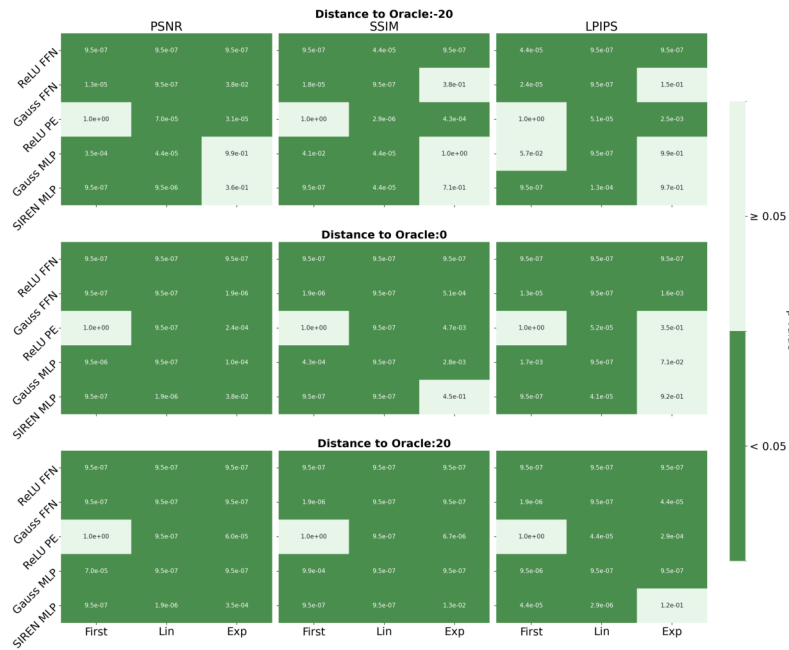 Distance to Oracle:-20
PSNR SSIM LPIPS
ReLU FFN 9.5e-07 9.5e-07 9.5e-07 9.5e-07 4.4e-05 9.5e-07 4.4e-05 9.5e-07 9.5e-07
Gauss FFN 1.3e-05 9.5e-07 3.8e-02 1.8e-05 9.5e-07 3.8e-01 2.4e-05 9.5e-07 1.5e-01
ReLU PE 1.0e+00 7.0e-05 3.1e-05 1.0e+00 2.9e-06 4.3e-04 1.0e+00 5.1e-05 2.5e-03
Gauss MLP 3.5e-04 4.4e-05 9.9e-01 4.1e-02 4.4e-05 1.0e+00 5.7e-02 9.5e-07 9.9e-01
SIREN MLP 9.5e-07 9.5e-06 3.6e-01 9.5e-07 4.4e-05 7.1e-01 9.5e-07 1.3e-04 9.7e-01
≥ 0.05
Distance to Oracle:0
ReLU FFN 9.5e-07 9.5e-07 9.5e-07 9.5e-07 9.5e-07 9.5e-07 9.5e-07 9.5e-07 9.5e-07
Gauss FFN 9.5e-07 9.5e-07 1.9e-06 1.9e-06 9.5e-07 5.1e-04 1.3e-05 9.5e-07 1.6e-03
ReLU PE 1.0e+00 9.5e-07 2.4e-04 1.0e+00 9.5e-07 4.7e-03 1.0e+00 5.2e-05 3.5e-01
Gauss MLP 9.5e-06 9.5e-07 1.0e-04 4.3e-04 9.5e-07 2.8e-03 1.7e-03 9.5e-07 7.1e-02
SIREN MLP 9.5e-07 1.9e-06 3.8e-02 9.5e-07 9.5e-07 4.5e-01 9.5e-07 4.1e-05 9.2e-01
< 0.05
Distance to Oracle:20
ReLU FFN 9.5e-07 9.5e-07 9.5e-07 9.5e-07 9.5e-07 9.5e-07 9.5e-07 9.5e-07 9.5e-07
Gauss FFN 9.5e-07 9.5e-07 9.5e-07 1.9e-06 9.5e-07 9.5e-07 1.9e-06 9.5e-07 4.4e-05
ReLU PE 1.0e+00 9.5e-07 6.0e-05 1.0e+00 9.5e-07 6.7e-06 1.0e+00 4.4e-05 2.9e-04
Gauss MLP 7.0e-05 9.5e-07 9.5e-07 9.9e-04 9.5e-07 9.5e-07 9.5e-06 9.5e-07 9.5e-07
SIREN MLP 9.5e-07 1.9e-06 3.5e-04 9.5e-07 9.5e-07 1.3e-02 4.4e-05 2.9e-06 1.2e-01
First Lin Exp First Lin Exp First Lin Exp